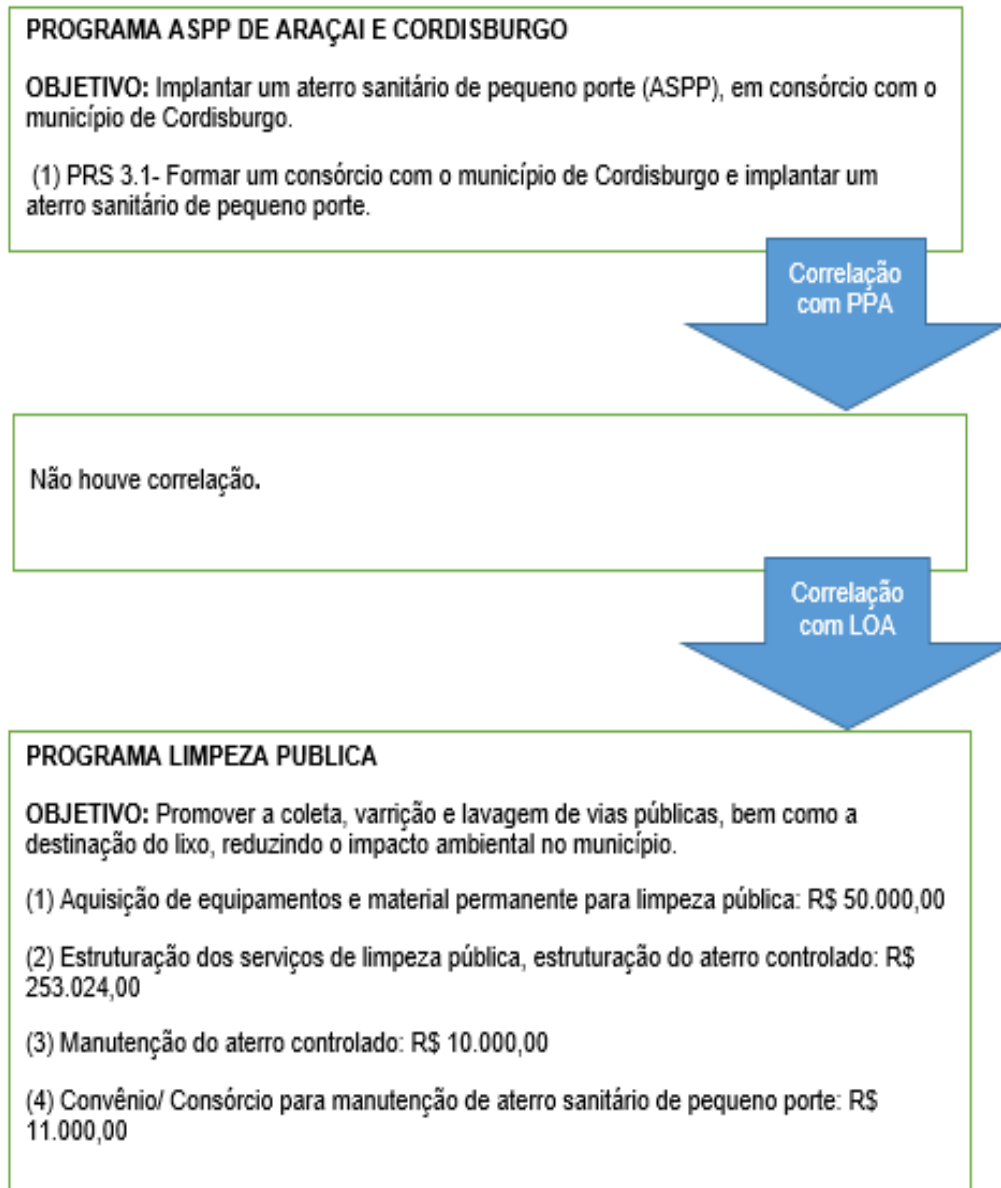 PROGRAMA ASPP DE ARAÇAI E CORDISBURGO
OBJETIVO: Implantar um aterro sanitário de pequeno porte (ASPP), em consórcio com o
município de Cordisburgo.
(1) PRS 3.1- Formar um consórcio com o município de Cordisburgo e implantar um
aterro sanitário de pequeno porte.
Correlação
com PPA
Não houve correlação.
Correlação
com LOA
PROGRAMA LIMPEZA PUBLICA
OBJETIVO: Promover a coleta, varrição e lavagem de vias públicas, bem como a
destinação do lixo, reduzindo o impacto ambiental no município.
(1) Aquisição de equipamentos e material permanente para limpeza pública: R$ 50.000,00
(2) Estruturação dos serviços de limpeza pública, estruturação do aterro controlado: R$
253.024,00
(3) Manutenção do aterro controlado: R$ 10.000,00
(4) Convênio/ Consórcio para manutenção de aterro sanitário de pequeno porte: R$
11.000,00